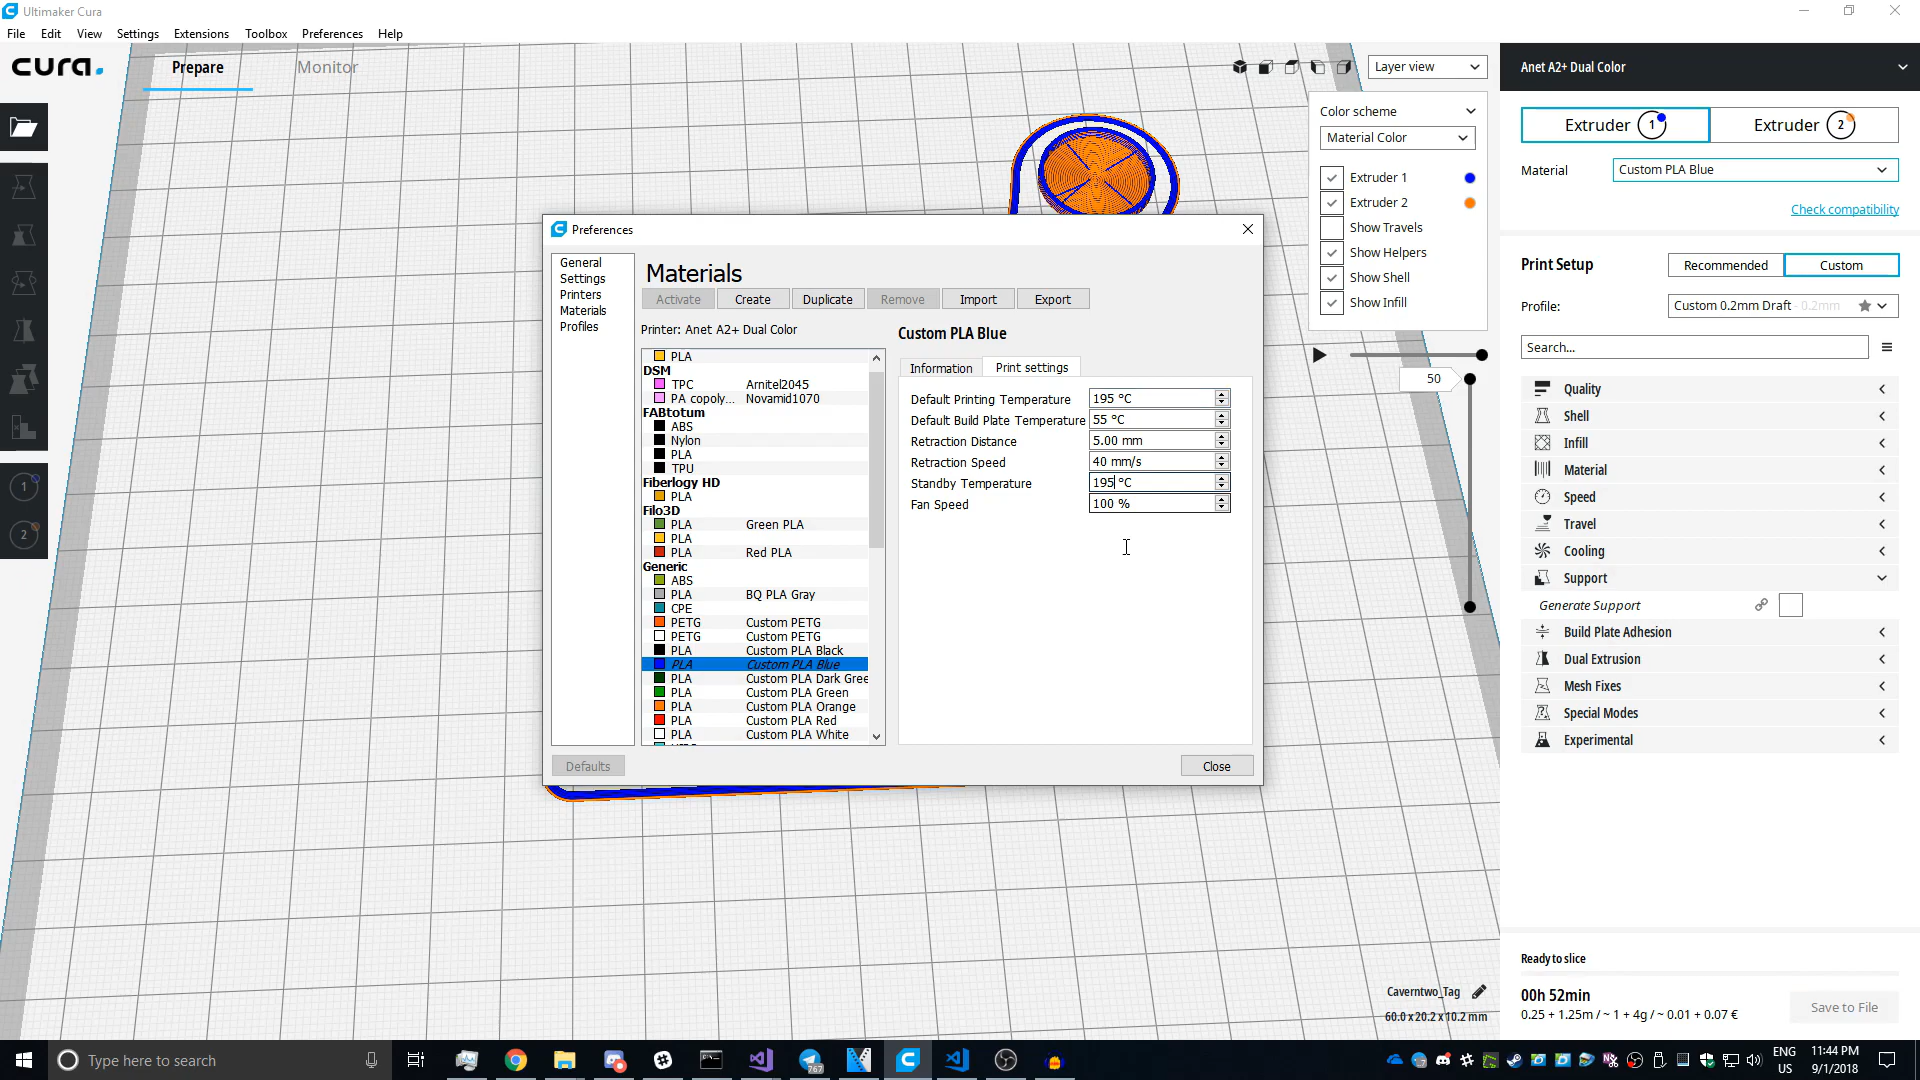 Ultimaker Cura
File Edit View Settings Extensions Toolbox Preferences Help
cura.
Prepare
Monitor
Layer view
Color scheme
Material Color
Extruder 1
Extruder 2
Show Travels
Show Helpers
Show Shell
Show Infill
50
1
2
Anet A2+ Dual Color
Extruder 1
Extruder 2
Material
Custom PLA Blue
Check compatibility
Print Setup
Recommended
Custom
Profile:
Custom 0.2mm Draft - 0.2mm
Search...
Quality
Shell
Infill
Material
Speed
Travel
Cooling
Support
Generate Support
Build Plate Adhesion
Dual Extrusion
Mesh Fixes
Special Modes
Experimental
Preferences
General
Settings
Printers
Materials
Profiles
Materials
Activate
Create
Duplicate
Remove
Import
Export
Printer: Anet A2+ Dual Color
PLA
DSM
TPC Arnitel2045
PA copoly... Novamid1070
FABtotum
ABS
Nylon
PLA
TPU
Fiberlogy HD
PLA
Filo3D
PLA Green PLA
PLA
PLA Red PLA
Generic
ABS
PLA BQ PLA Gray
CPE
PETG Custom PETG
PETG Custom PETG
PLA Custom PLA Black
PLA Custom PLA Blue
PLA Custom PLA Dark Gree
PLA Custom PLA Green
PLA Custom PLA Orange
PLA Custom PLA Red
PLA Custom PLA White
Custom PLA Blue
Information
Print settings
Default Printing Temperature 195 °C
Default Build Plate Temperature 55 °C
Retraction Distance 5.00 mm
Retraction Speed 40 mm/s
Standby Temperature 195 °C
Fan Speed 100 %
Defaults
Close
Caverntwo_Tag
60.0 x 20.2 x 10.2 mm
Ready to slice
00h 52min
0.25 + 1.25m / ~ 1 + 4g / ~ 0.01 + 0.07 €
Save to File
Type here to search
767
ENG
US
11:44 PM
9/1/2018